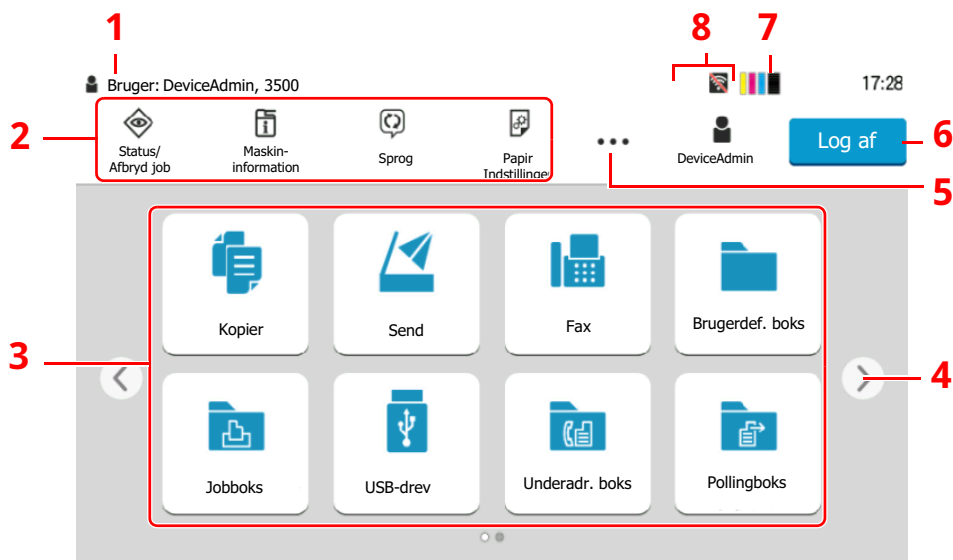 1
8
7
Bruger: DeviceAdmin, 3500
17:28
2
Status/
Afbryd job
Maskin-
information
Sprog
Papir
Indstillinger
DeviceAdmin
Log af
6
5
Kopier
Send
Fax
Brugerdef. boks
3
4
Jobboks
USB-drev
Underadr. boks
Pollingboks